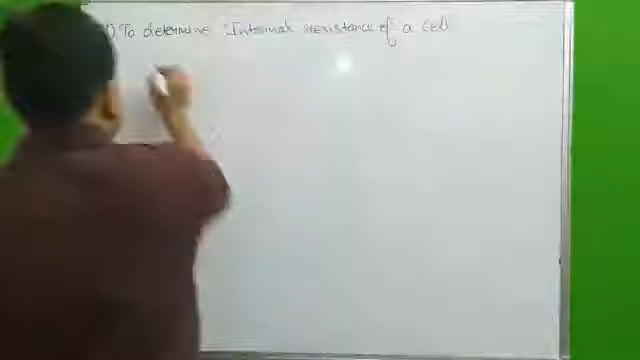 ) To determine Internal resistance of a cell